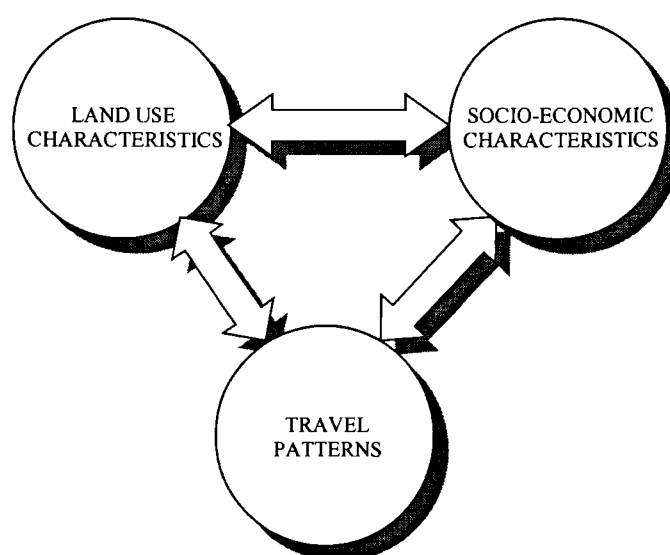 LAND USE
CHARACTERISTICS
SOCIO-ECONOMIC
CHARACTERISTICS
TRAVEL
PATTERNS